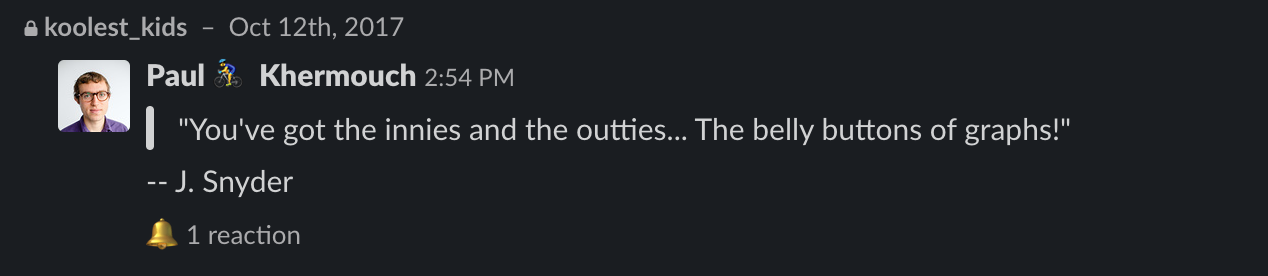 koolest_kids – Oct 12th, 2017
Paul 🚴‍♂️ Khermouch 2:54 PM
"You've got the innies and the outties... The belly buttons of graphs!"
-- J. Snyder
🔔 1 reaction